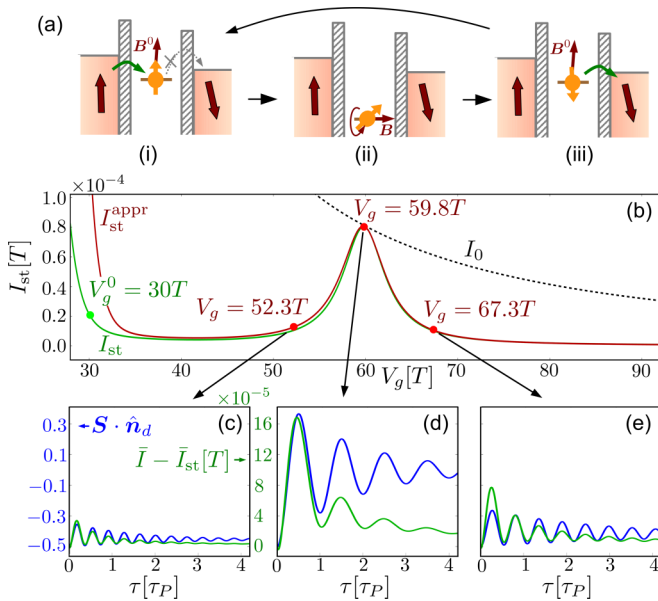 (a)
B⁰
B
B⁰
(i)
(ii)
(iii)
×10⁻⁴
1.0
0.8
0.6
0.4
0.2
0.0
I_st[T]
I_st^appr
V_g = 59.8T
(b)
V_g^0 = 30T
V_g = 52.3T
I_0
V_g = 67.3T
I_st
30
40
50
60
70
80
90
V_g[T]
×10⁻⁵
0.3
0.1
−0.1
−0.3
−0.5
S · n̂_d
(c)
Ī − Ī_st[T]
16
12
8
4
0
(d)
(e)
0 1 2 3 4
0 1 2 3 4
0 1 2 3 4
τ[τ_P]
τ[τ_P]
τ[τ_P]